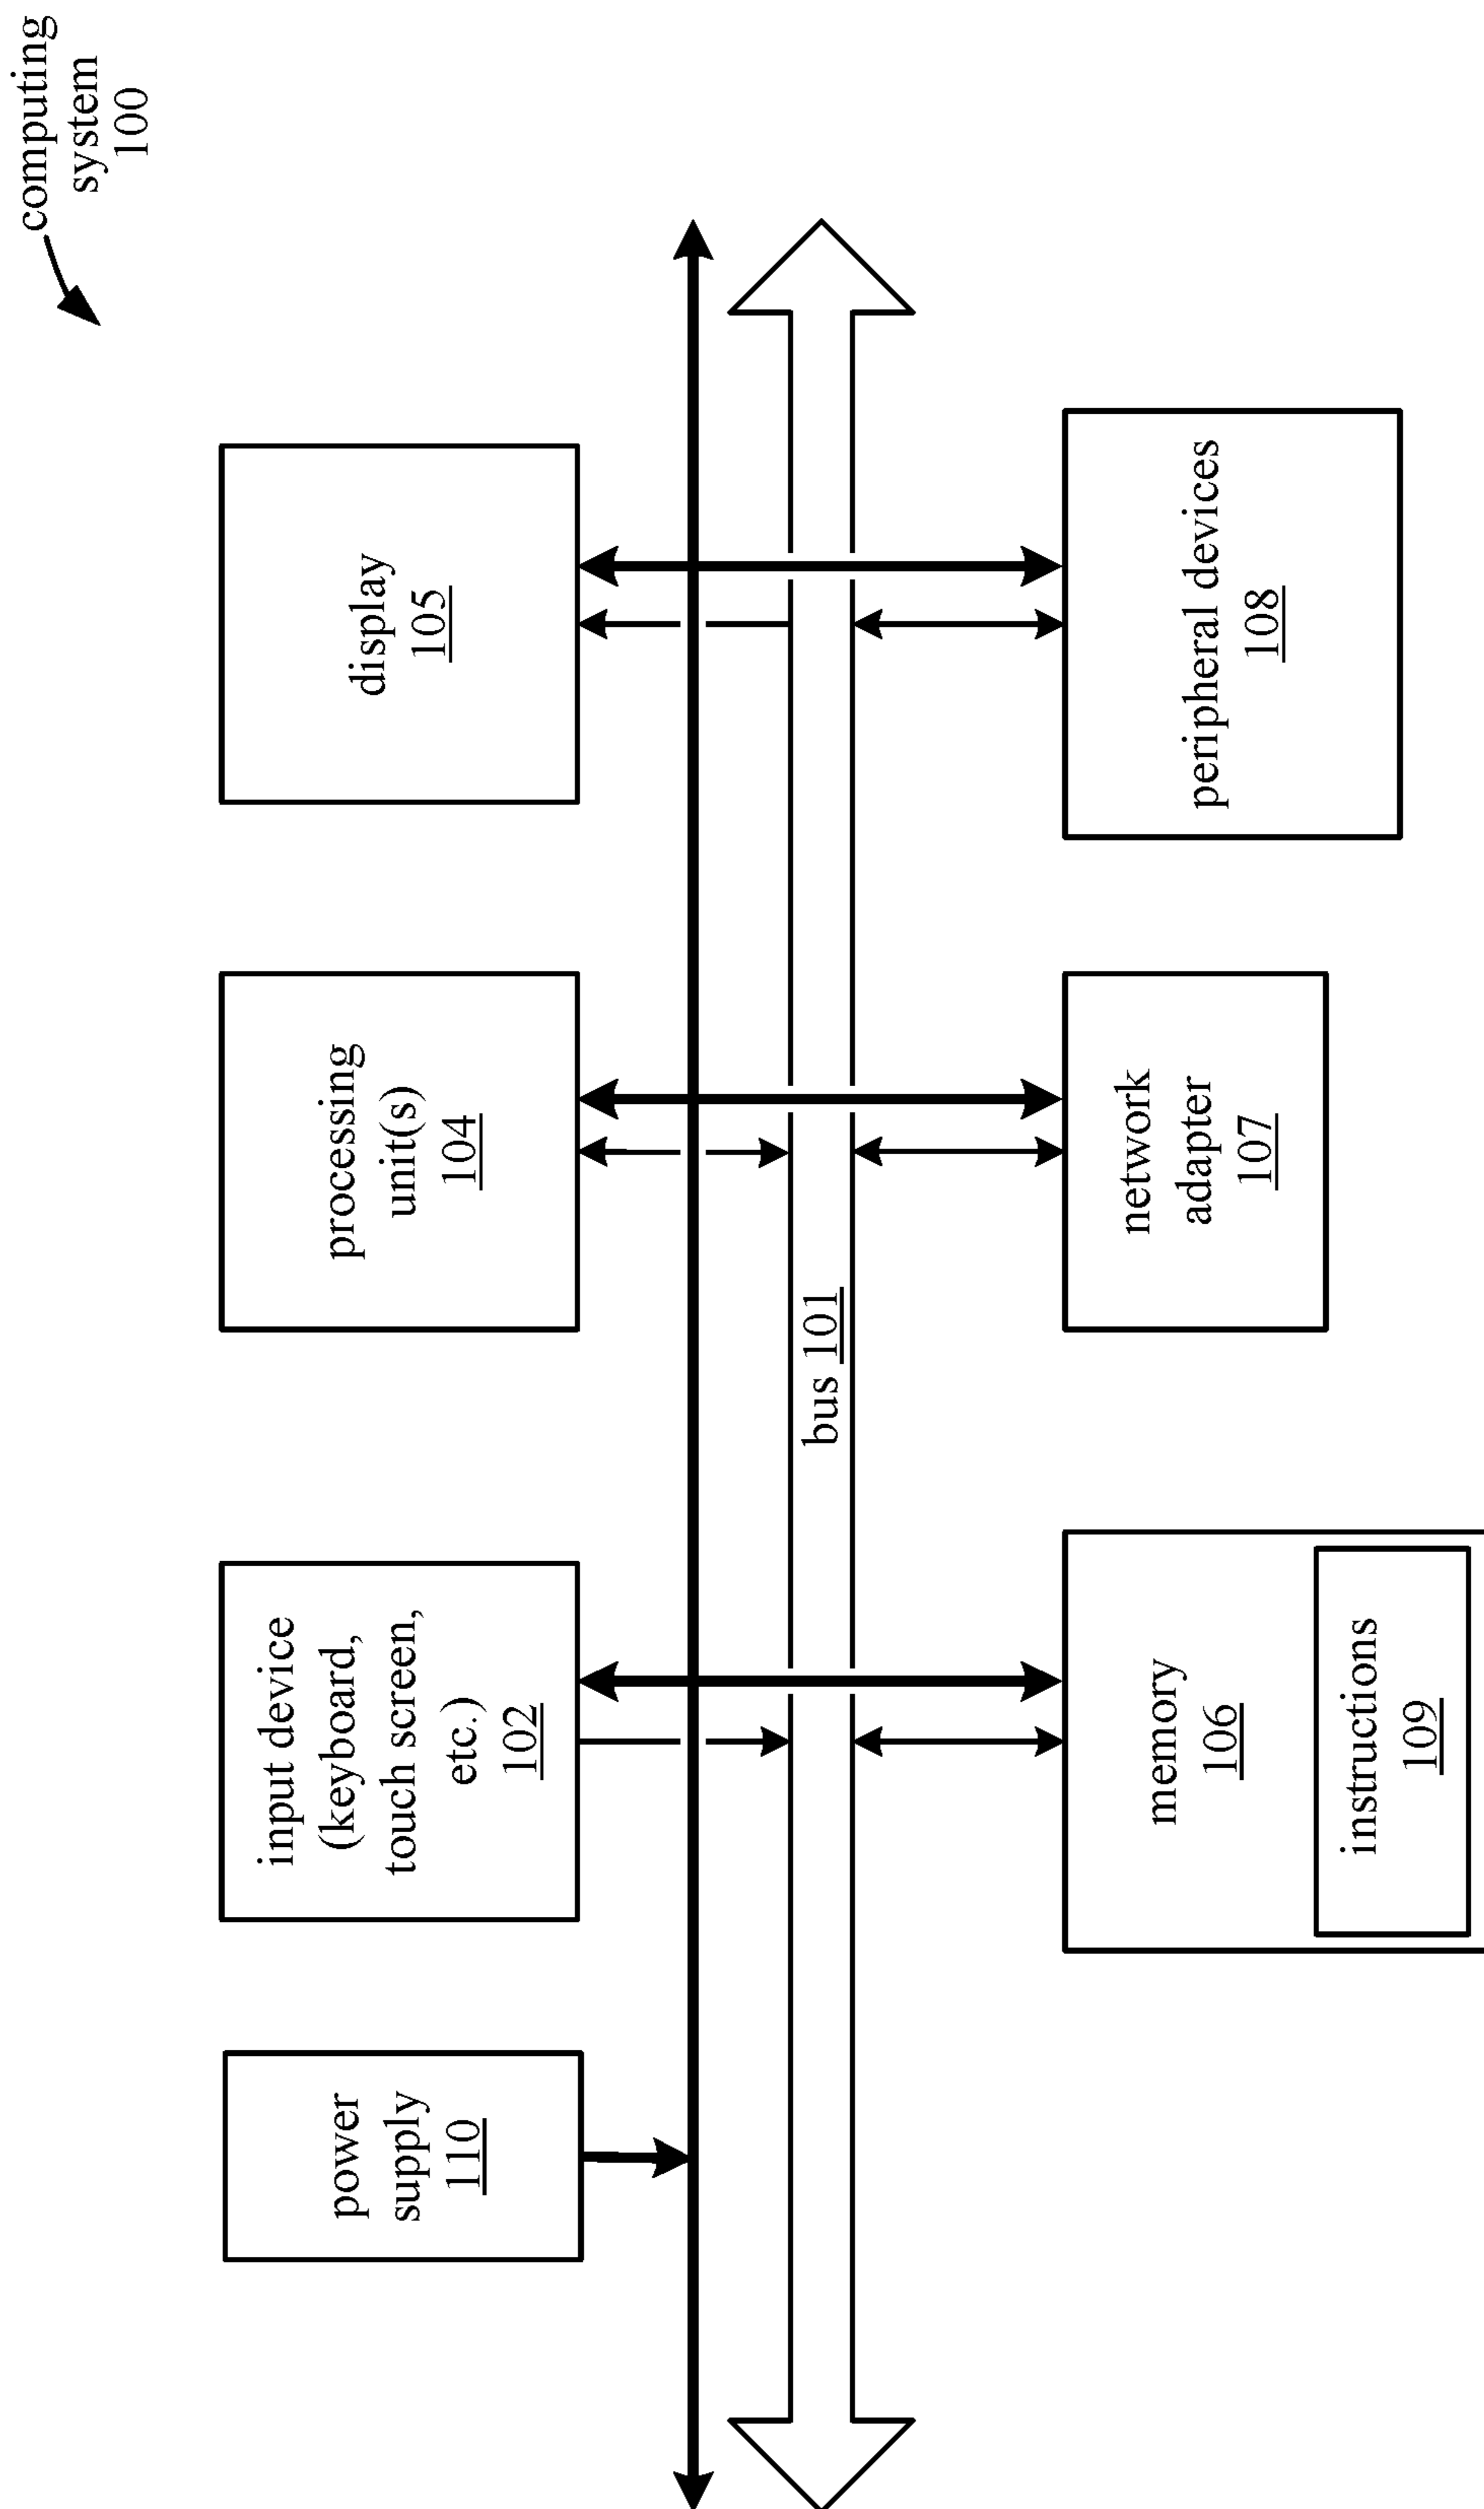 computing
system
100
power
supply
110
input device
(keyboard,
touch screen,
etc.)
102
processing
unit(s)
104
display
105
bus 101
memory
106
instructions
109
network
adapter
107
peripheral devices
108